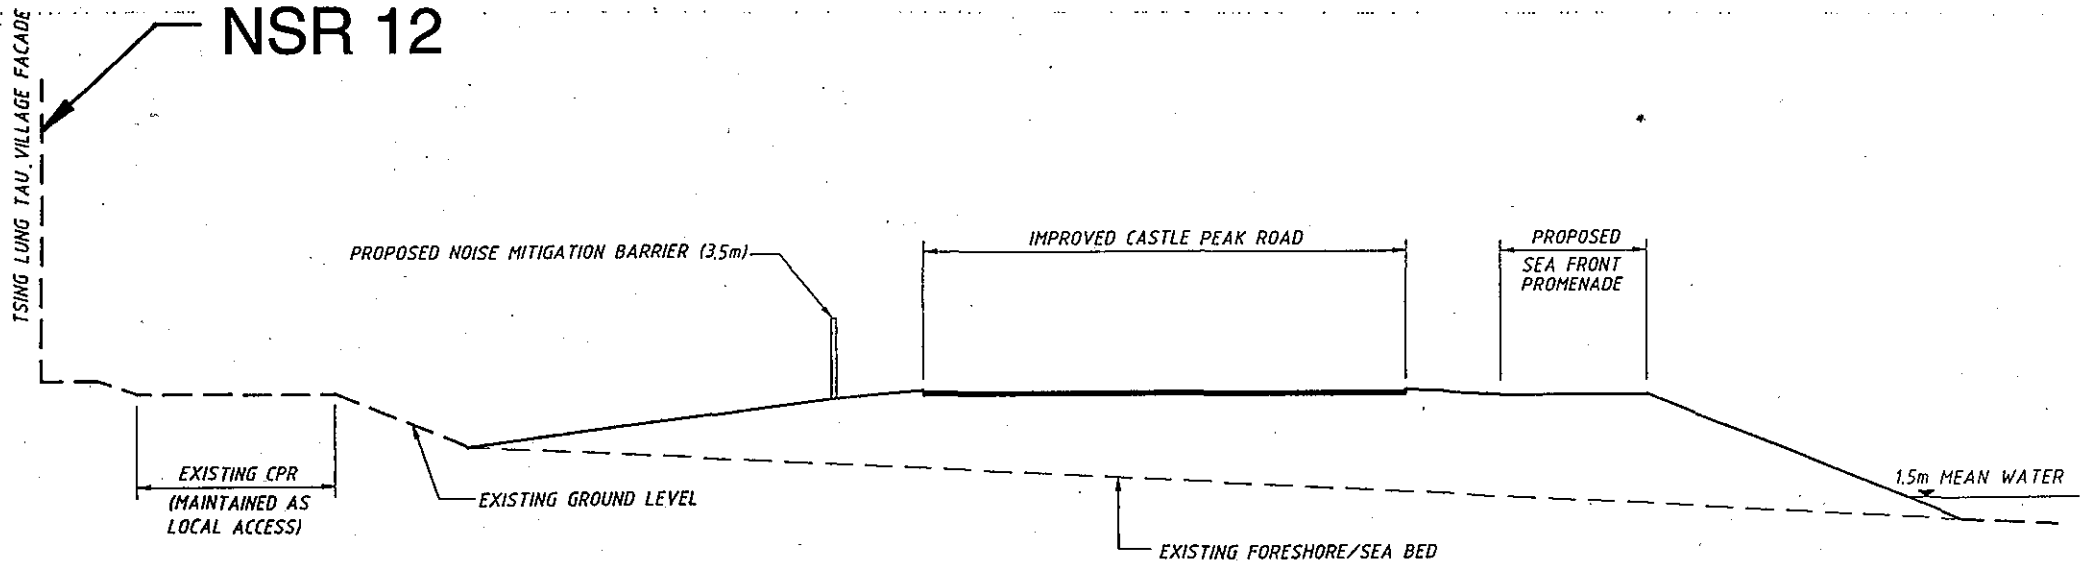 NSR 12
TSING LUNG TAU VILLAGE FACADE
PROPOSED NOISE MITIGATION BARRIER (3.5m)
IMPROVED CASTLE PEAK ROAD
PROPOSED
SEA FRONT
PROMENADE
EXISTING CPR
(MAINTAINED AS
LOCAL ACCESS)
EXISTING GROUND LEVEL
1.5m MEAN WATER
EXISTING FORESHORE/SEA BED